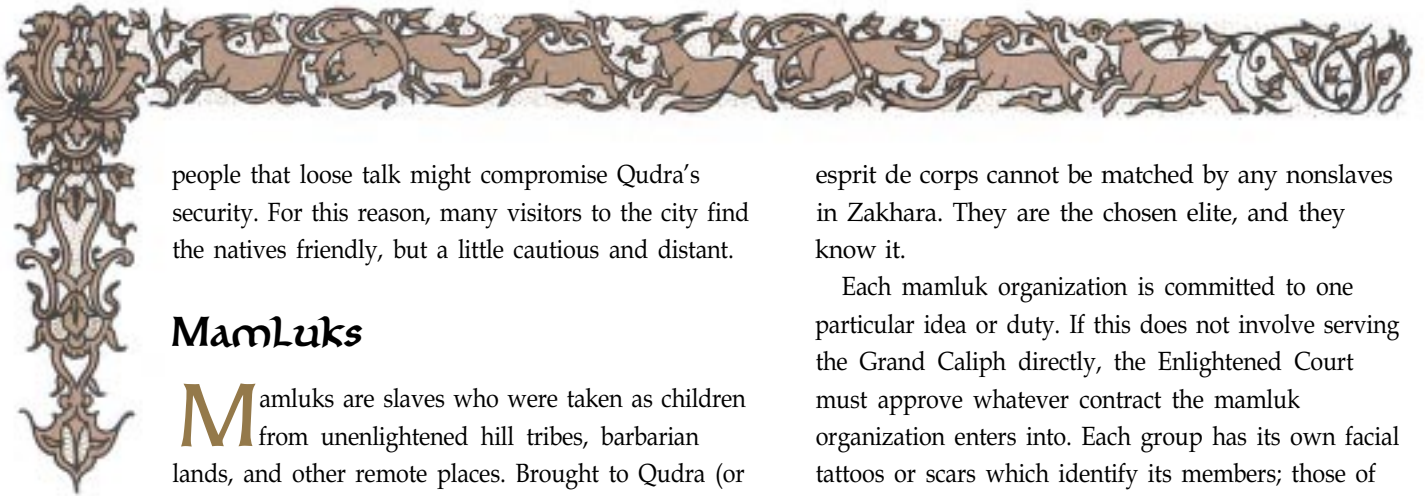 people that loose talk might compromise Qudra's
security. For this reason, many visitors to the city find
the natives friendly, but a little cautious and distant.
MamLuks
Mamluks are slaves who were taken as children
from unenlightened hill tribes, barbarian
lands, and other remote places. Brought to Qudra (or
esprit de corps cannot be matched by any nonslaves
in Zakhara. They are the chosen elite, and they
know it.
Each mamluk organization is committed to one
particular idea or duty. If this does not involve serving
the Grand Caliph directly, the Enlightened Court
must approve whatever contract the mamluk
organization enters into. Each group has its own facial
tattoos or scars which identify its members; those of